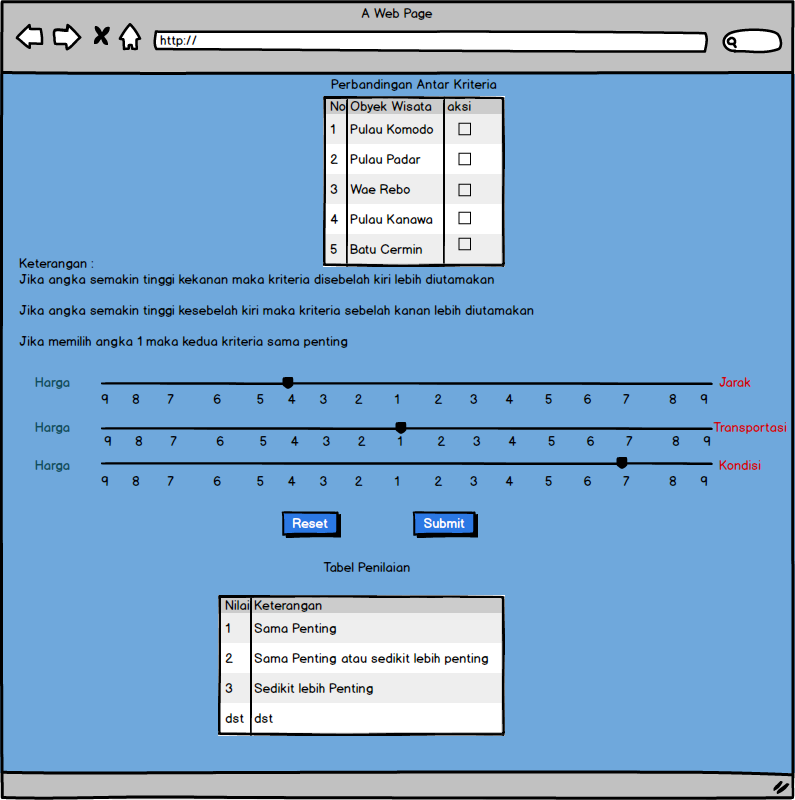 A Web Page
http://
Perbandingan Antar Kriteria
No Obyek Wisata aksi
1 Pulau Komodo
2 Pulau Padar
3 Wae Rebo
4 Pulau Kanawa
5 Batu Cermin
Keterangan :
Jika angka semakin tinggi kekanan maka kriteria disebelah kiri lebih diutamakan
Jika angka semakin tinggi kesebelah kiri maka kriteria sebelah kanan lebih diutamakan
Jika memilih angka 1 maka kedua kriteria sama penting
Harga Jarak
9 8 7 6 5 4 3 2 1 2 3 4 5 6 7 8 9
Harga Transportasi
9 8 7 6 5 4 3 2 1 2 3 4 5 6 7 8 9
Harga Kondisi
9 8 7 6 5 4 3 2 1 2 3 4 5 6 7 8 9
Reset Submit
Tabel Penilaian
Nilai Keterangan
1 Sama Penting
2 Sama Penting atau sedikit lebih penting
3 Sedikit lebih Penting
dst dst